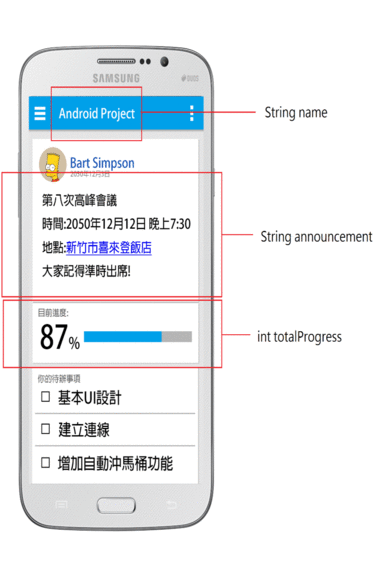 SAMSUNG
DUOS
Android Project
String name
Bart Simpson
2050年12月3日
第八次高峰會議
時間:2050年12月12日 晚上7:30
String announcement
地點:新竹市喜來登飯店
大家記得準時出席!
目前進度:
87%
int totalProgress
你的待辦事項
基本UI設計
建立連線
增加自動沖馬桶功能